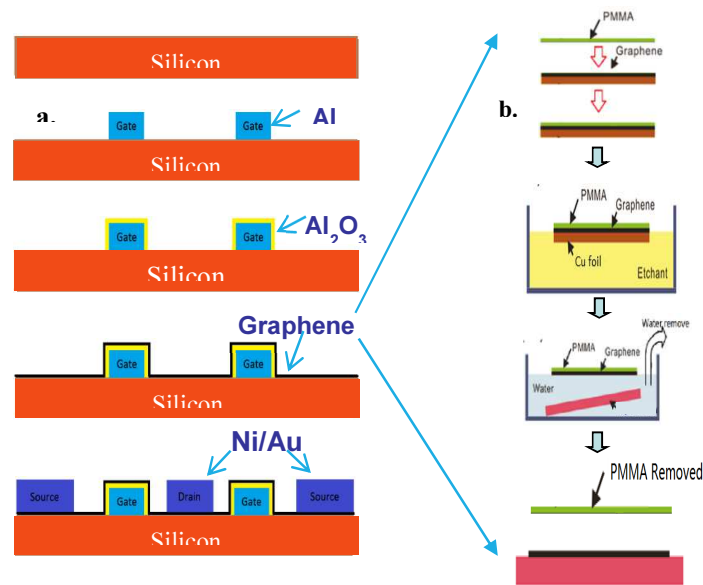 Silicon
a.
Gate
Gate
Al
Silicon
Gate
Gate
Al2O3
Silicon
Graphene
Gate
Gate
Silicon
Ni/Au
Source
Gate
Drain
Gate
Source
Silicon
b.
PMMA
Graphene
PMMA
Graphene
Cu foil
Etchant
Water remove
PMMA
Graphene
Water
PMMA Removed